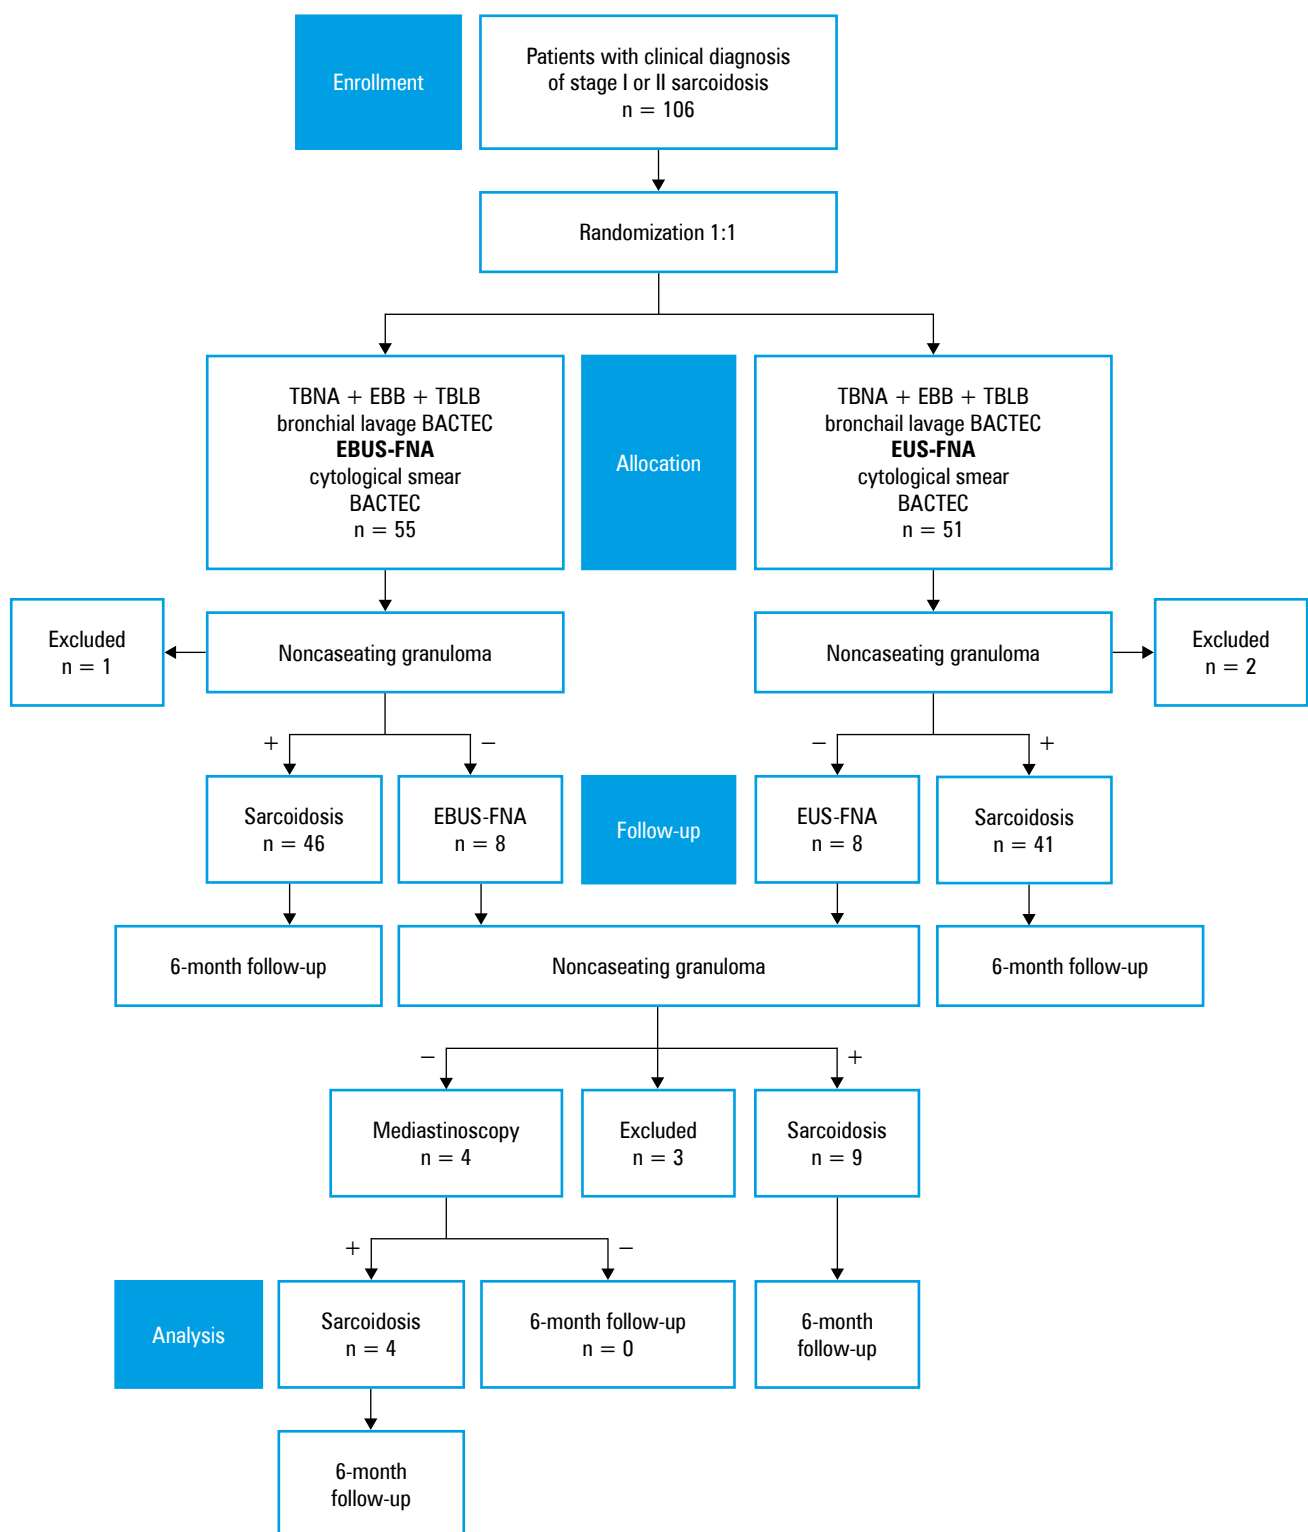 Enrollment
Patients with clinical diagnosis
of stage I or II sarcoidosis
n = 106
Randomization 1:1
TBNA + EBB + TBLB
bronchial lavage BACTEC
EBUS-FNA
cytological smear
BACTEC
n = 55
Allocation
TBNA + EBB + TBLB
bronchail lavage BACTEC
EUS-FNA
cytological smear
BACTEC
n = 51
Excluded
n = 1
Noncaseating granuloma
Noncaseating granuloma
Excluded
n = 2
+
−
−
+
Sarcoidosis
n = 46
EBUS-FNA
n = 8
Follow-up
EUS-FNA
n = 8
Sarcoidosis
n = 41
6-month follow-up
Noncaseating granuloma
6-month follow-up
−
+
Mediastinoscopy
n = 4
Excluded
n = 3
Sarcoidosis
n = 9
+
−
Analysis
Sarcoidosis
n = 4
6-month follow-up
n = 0
6-month
follow-up
6-month
follow-up